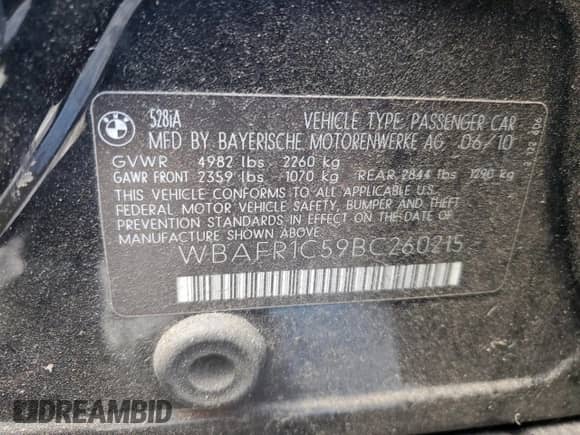 BMW
528iA
VEHICLE TYPE: PASSENGER CAR
MFD BY BAYERISCHE MOTORENWERKE AG 06/10
GVWR 4982 lbs 2260 kg
GAWR FRONT 2359 lbs 1070 kg REAR 2844 lbs 1290 kg
THIS VEHICLE CONFORMS TO ALL APPLICABLE U.S.
FEDERAL MOTOR VEHICLE SAFETY, BUMPER AND THEFT
PREVENTION STANDARDS IN EFFECT ON THE DATE OF
MANUFACTURE SHOWN ABOVE.
WBAFR1C59BC260215
DREAMBID